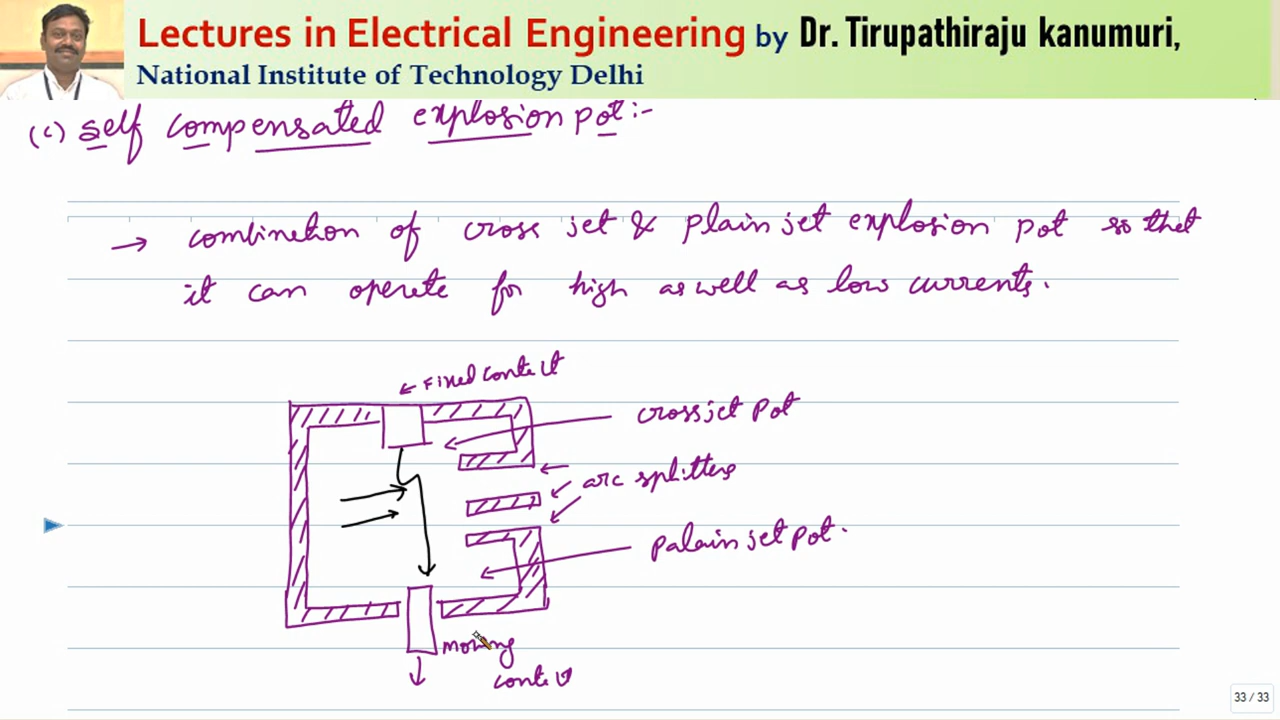 Lectures in Electrical Engineering by Dr. Tirupathiraju kanumuri,
National Institute of Technology Delhi
(c) self compensated explosion pot :-
→ combination of cross jet & plain jet explosion pot so that
it can operate for high as well as low currents.
← Fixed contect
cross jet pot
arc splitters
palain jet pot.
moving
contect
33 / 33